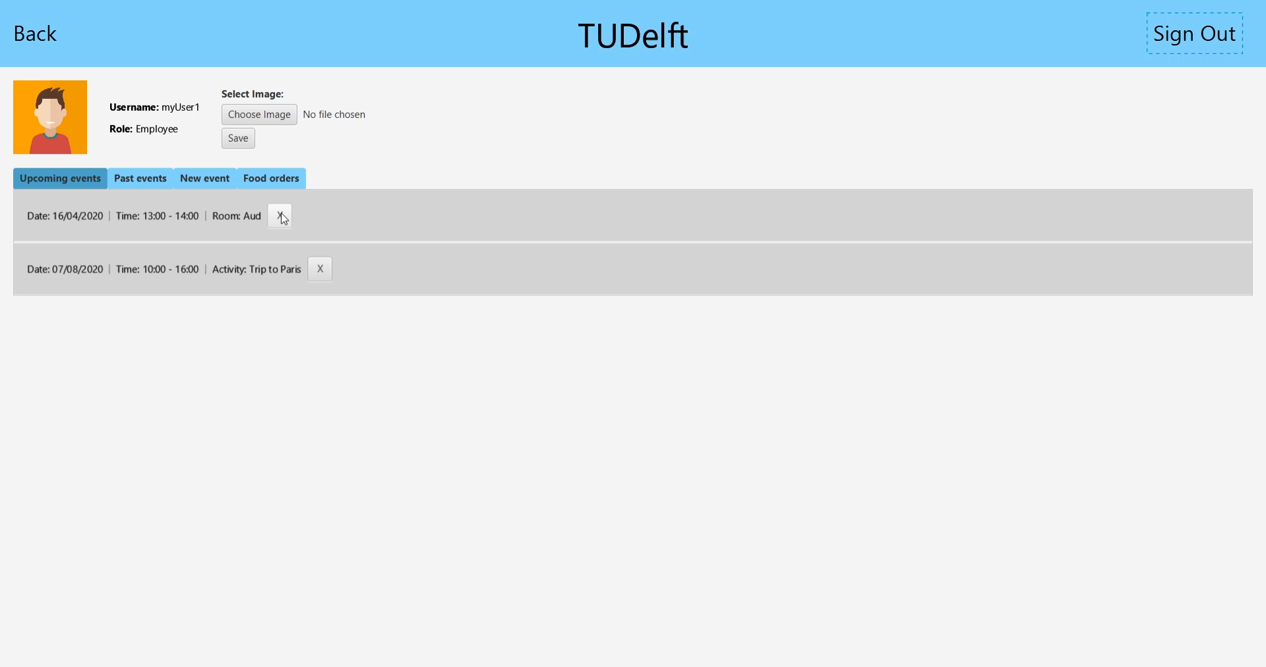 Back
TUDelft
Sign Out
Username: myUser1
Role: Employee
Select Image:
Choose Image No file chosen
Save
Upcoming events Past events New event Food orders
Date: 16/04/2020 | Time: 13:00 - 14:00 | Room: Aud X
Date: 07/08/2020 | Time: 10:00 - 16:00 | Activity: Trip to Paris X